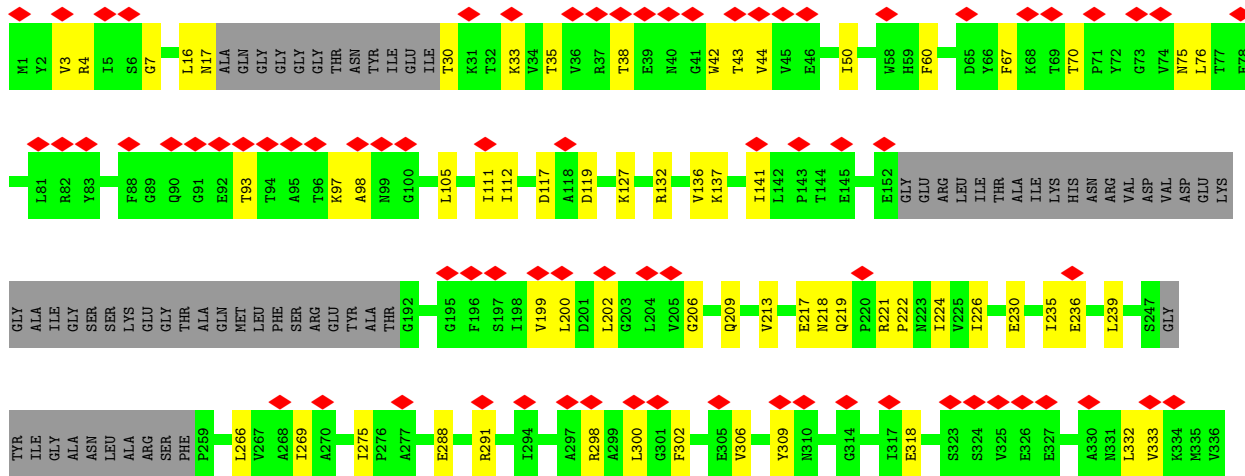 M1 Y2 V3 R4 I5 S6 G7 L16 N17 ALA GLN GLY GLY GLY GLY THR ASN TYR ILE GLU ILE T30 K31 T32 K33 V34 T35 V36 R37 T38 E39 N40 G41 W42 T43 V44 V45 E46 I50 W58 H59 F60 D65 Y66 F67 K68 T69 T70 P71 Y72 G73 V74 N75 L76 T77
L81 R82 Y83 F88 G89 Q90 G91 E92 T93 T94 A95 T96 K97 A98 N99 G100 L105 I111 I112 D117 A118 D119 K127 R132 V136 K137 I141 L142 P143 T144 E145 E152 GLY GLU ARG LEU ILE THR ALA ILE LYS HIS ASN ARG VAL ASP VAL ASP GLU LYS
GLY ALA ILE GLY SER SER LYS GLU GLY THR ALA GLN MET LEU PHE SER ARG GLU TYR ALA THR G192 G195 F196 S197 I198 V199 L200 D201 L202 G203 L204 V205 G206 Q209 V213 E217 N218 Q219 P220 R221 P222 N223 I224 V225 I226 E230 I235 E236 L239 S247 GLY
TYR ILE GLY ALA ASN LEU ALA ARG SER PHE P259 L266 V267 A268 I269 A270 I275 P276 A277 E288 R291 I294 A297 R298 A299 L300 G301 F302 E305 V306 Y309 N310 G314 I317 E318 S323 S324 V325 E326 E327 A330 N331 L332 V333 K334 M335 V336